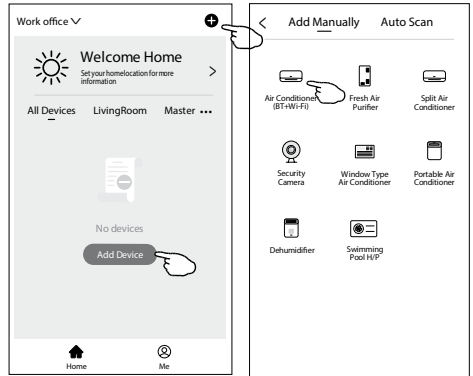 Work office
Welcome Home
Set your home location for more
information
All Devices LivingRoom Master
No devices
Add Device
Home Me
Add Manually Auto Scan
Air Conditioner
(BT+Wi-Fi)
Fresh Air
Purifier
Split Air
Conditioner
Security
Camera
Window Type
Air Conditioner
Portable Air
Conditioner
Dehumidifier
Swimming
Pool H/P